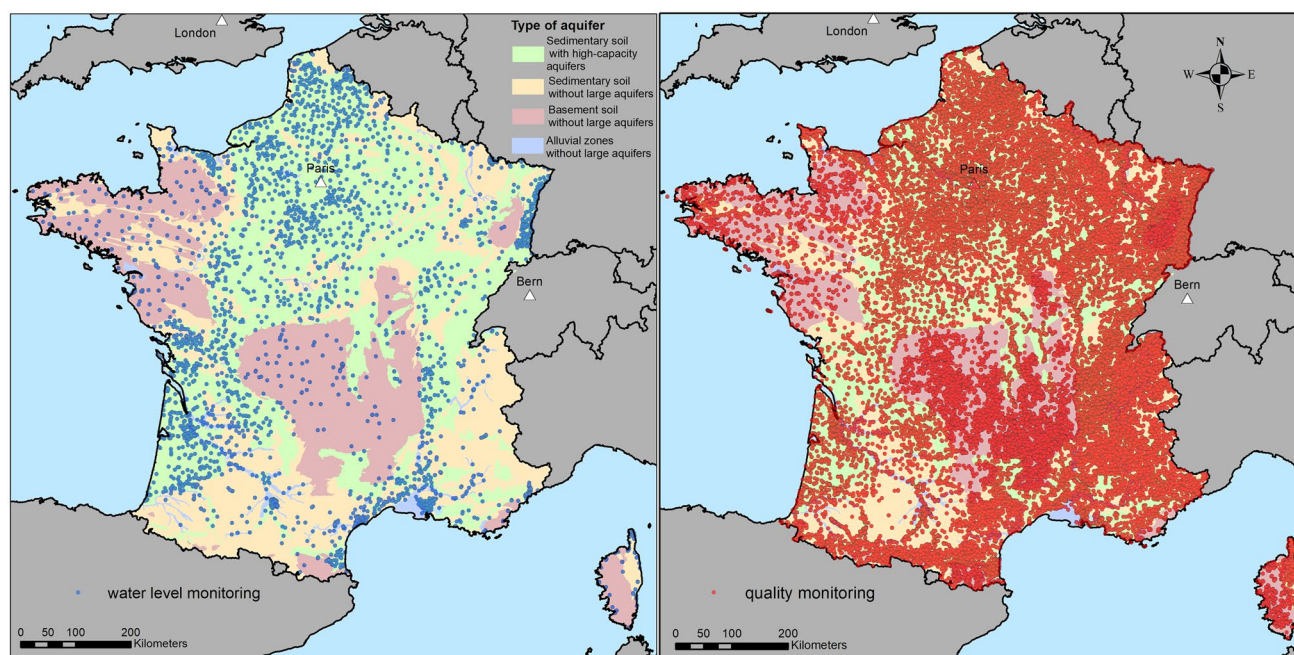 London
Type of aquifer
Sedimentary soil
with high-capacity
aquifers
Sedimentary soil
without large aquifers
Basement soil
without large aquifers
Alluvial zones
without large aquifers
Paris
Bern
water level monitoring
0 50 100 200
Kilometers
London
N
W E
S
Paris
Bern
quality monitoring
0 50 100 200
Kilometers